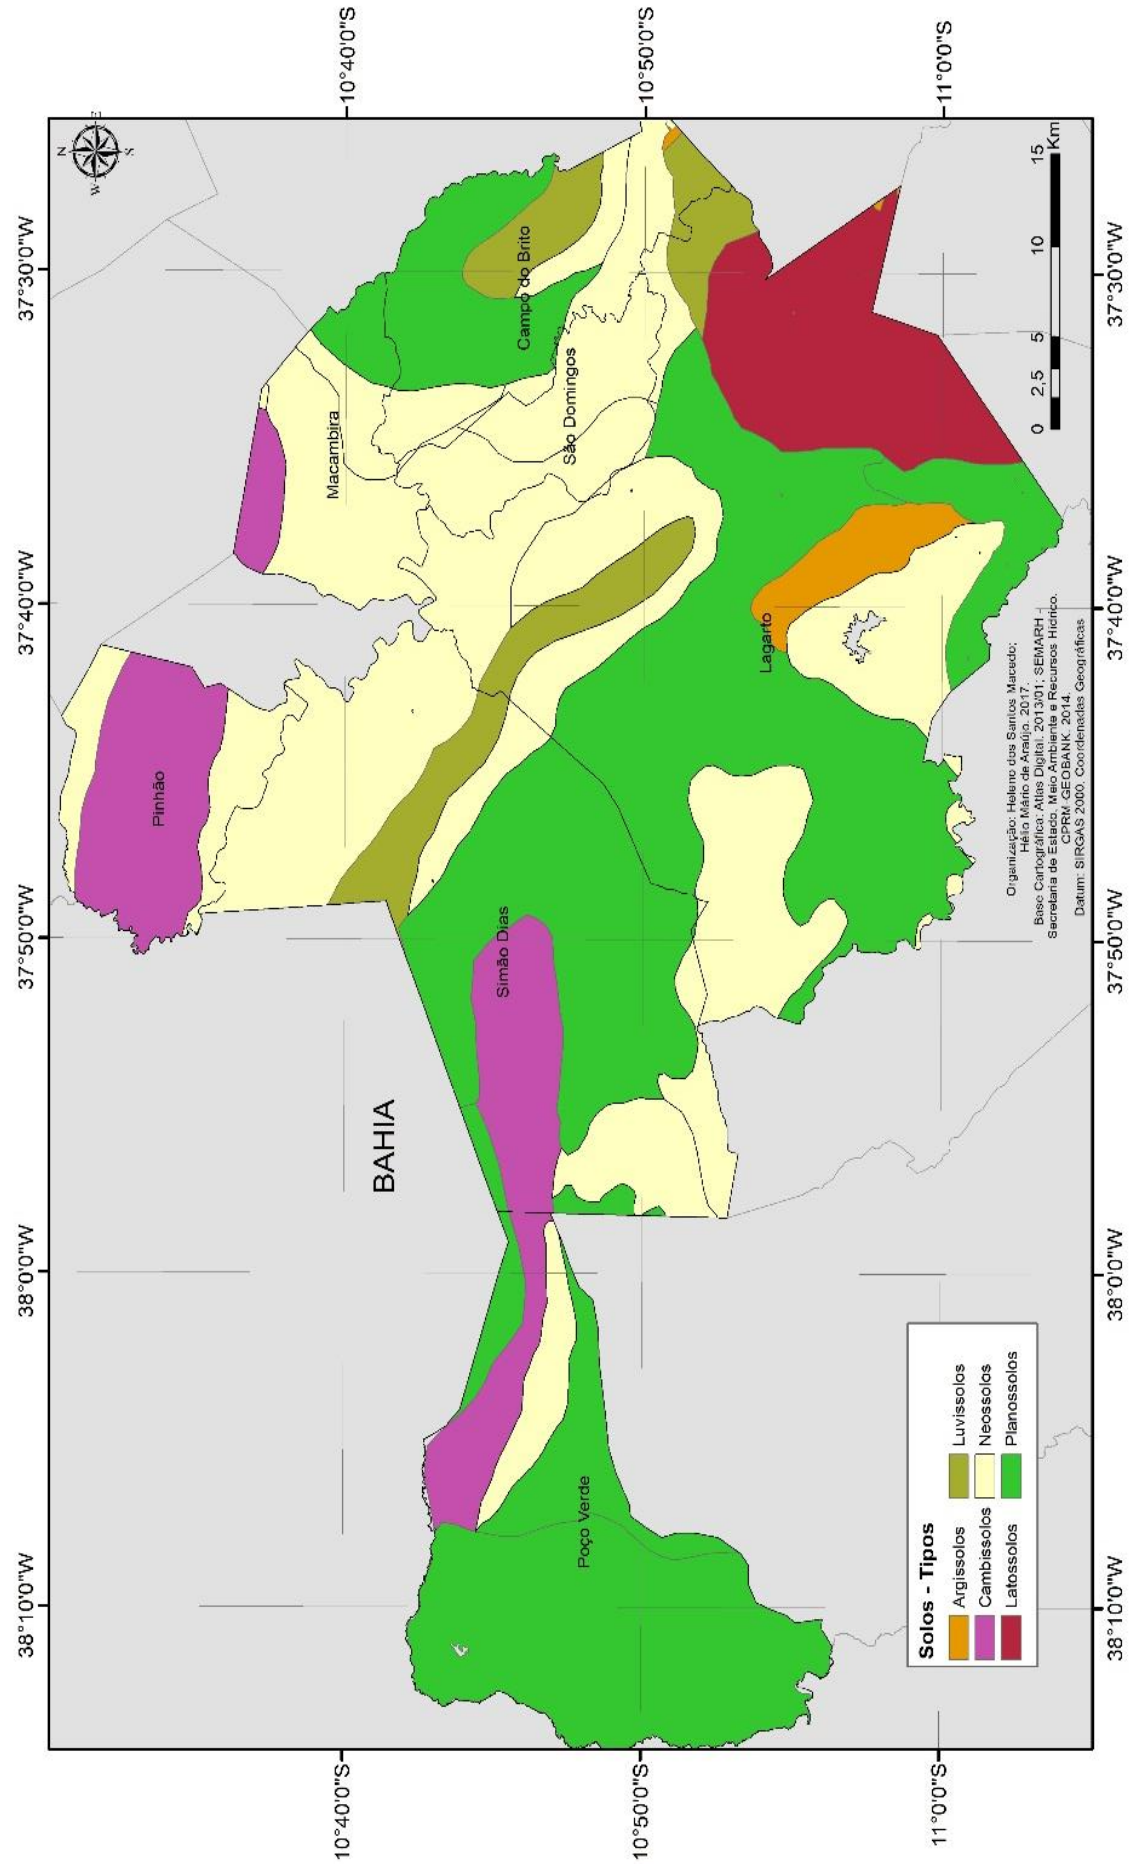 38°10'0"W
38°0'0"W
37°50'0"W
37°40'0"W
37°30'0"W
10°40'0"S
10°40'0"S
10°50'0"S
10°50'0"S
11°0'0"S
11°0'0"S
N
W
E
S
BAHIA
Pinhão
Macambira
Campo do Brito
São Domingos
Simão Dias
Lagarto
Poço Verde
Solos - Tipos
Argissolos
Luvissolos
Cambissolos
Neossolos
Latossolos
Planossolos
Organização: Heleno dos Santos Macedo;
Hélio Mário de Araújo. 2017.
Base Cartográfica: Atlas Digital, 2013/01; SEMARH -
Secretaria de Estado, Meio Ambiente e Recursos Hídrico.
CPRM-GEOBANK, 2014.
Datum: SIRGAS 2000, Coordenadas Geográficas
0 2,5 5 10 15
Km
38°10'0"W
38°0'0"W
37°50'0"W
37°40'0"W
37°30'0"W